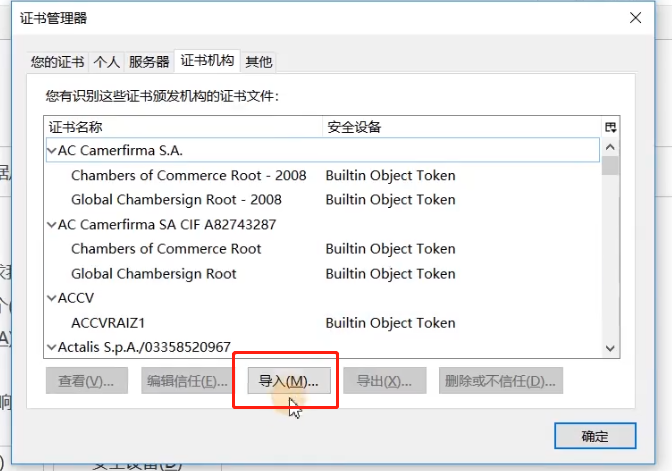 证书管理器
您的证书 个人 服务器 证书机构 其他
您有识别这些证书颁发机构的证书文件：
证书名称 安全设备
AC Camerfirma S.A.
Chambers of Commerce Root - 2008 Builtin Object Token
Global Chambersign Root - 2008 Builtin Object Token
AC Camerfirma SA CIF A82743287
Chambers of Commerce Root Builtin Object Token
Global Chambersign Root Builtin Object Token
ACCV
ACCVRAIZ1 Builtin Object Token
Actalis S.p.A./03358520967
查看(V)... 编辑信任(E)... 导入(M)... 导出(X)... 删除或不信任(D)...
确定
安全设备(D)